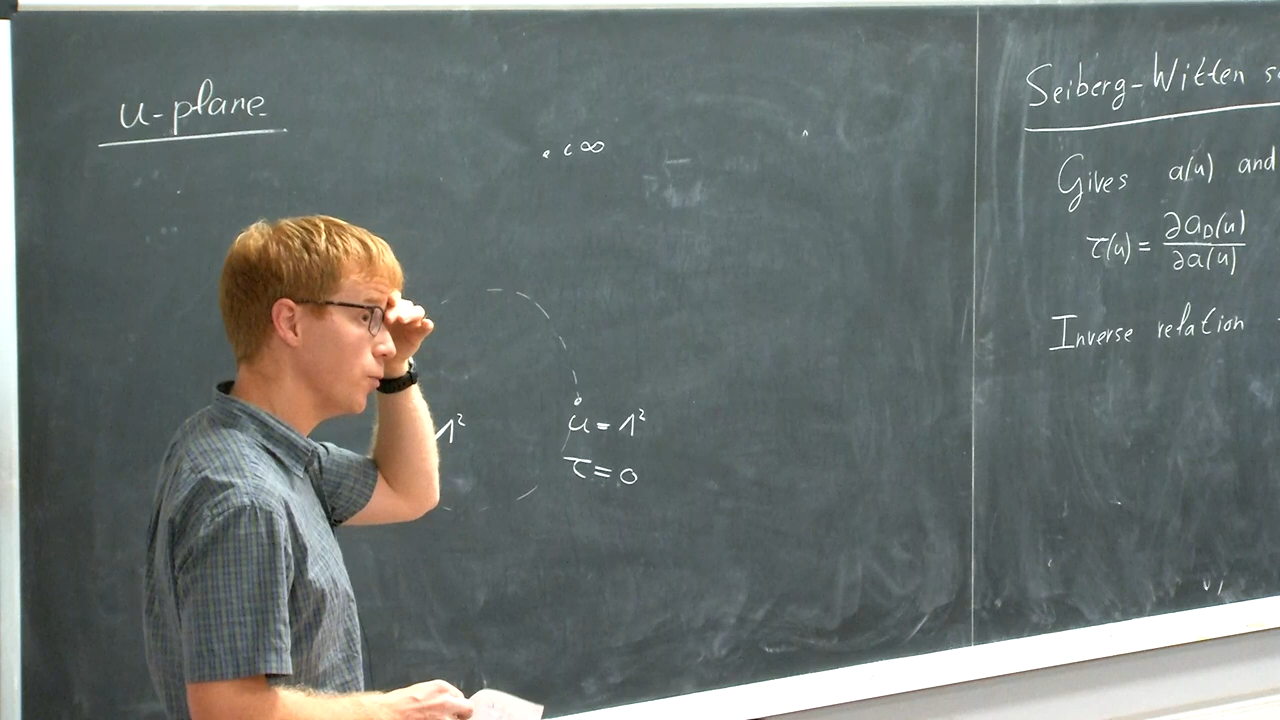 u-plane
∞
Λ²
u = Λ²
τ = 0
Seiberg-Witten
Gives a(u) and
τ(u) = ∂a_D(u) / ∂a(u)
Inverse relation